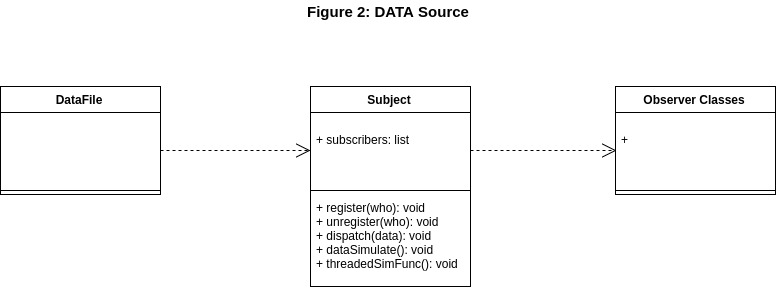 Figure 2: DATA Source
DataFile
Subject
+ subscribers: list
+ register(who): void
+ unregister(who): void
+ dispatch(data): void
+ dataSimulate(): void
+ threadedSimFunc(): void
Observer Classes
+